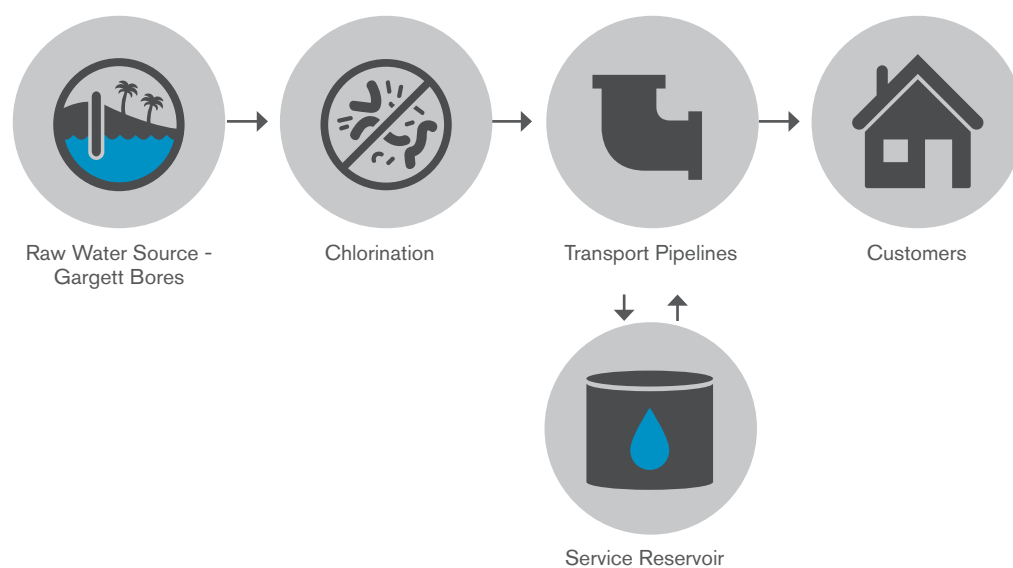 Raw Water Source -
Gargett Bores
Chlorination
Transport Pipelines
Customers
Service Reservoir